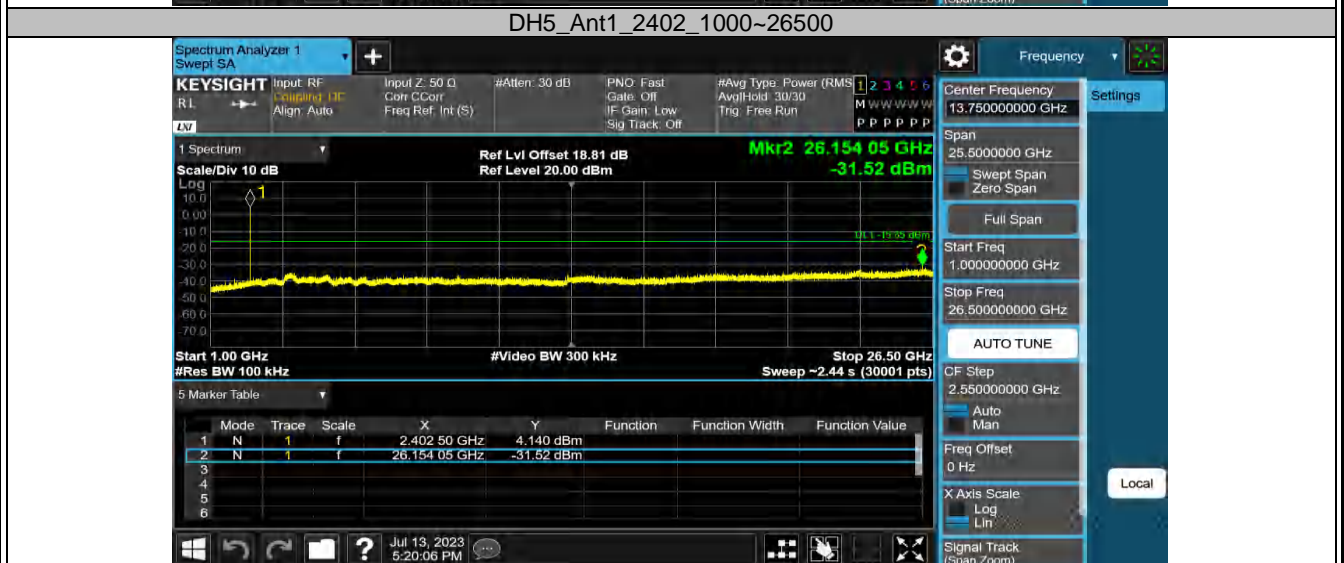 (Span Zoom)
DH5_Ant1_2402_1000~26500
Spectrum Analyzer 1
Swept SA
+
Frequency
KEYSIGHT
Input: RF
Coupling: DC
Align: Auto
Input Z: 50 Ω
Corr CCorr
Freq Ref: Int (S)
#Atten: 30 dB
PNO: Fast
Gate: Off
IF Gain: Low
Sig Track: Off
#Avg Type: Power (RMS
Avg|Hold: 30/30
Trig: Free Run
1 2 3 4 5 6
M W W W W W
P P P P P P
RL
LXI
Center Frequency
13.750000000 GHz
Settings
1 Spectrum
Scale/Div 10 dB
Ref Lvl Offset 18.81 dB
Ref Level 20.00 dBm
Mkr2 26.154 05 GHz
-31.52 dBm
Log
10.0
0.00
-10.0
-20.0
-30.0
-40.0
-50.0
-60.0
-70.0
1
2
Start 1.00 GHz
#Res BW 100 kHz
#Video BW 300 kHz
Stop 26.50 GHz
Sweep ~2.44 s (30001 pts)
Span
25.5000000 GHz
Swept Span
Zero Span
Full Span
Start Freq
1.000000000 GHz
Stop Freq
26.500000000 GHz
AUTO TUNE
CF Step
2.550000000 GHz
Auto
Man
Freq Offset
0 Hz
X Axis Scale
Log
Lin
Signal Track
(Span Zoom)
Local
5 Marker Table
Mode Trace Scale X Y Function Function Width Function Value
1 N 1 f 2.402 50 GHz 4.140 dBm
2 N 1 f 26.154 05 GHz -31.52 dBm
3
4
5
6
?
Jul 13, 2023
5:20:06 PM